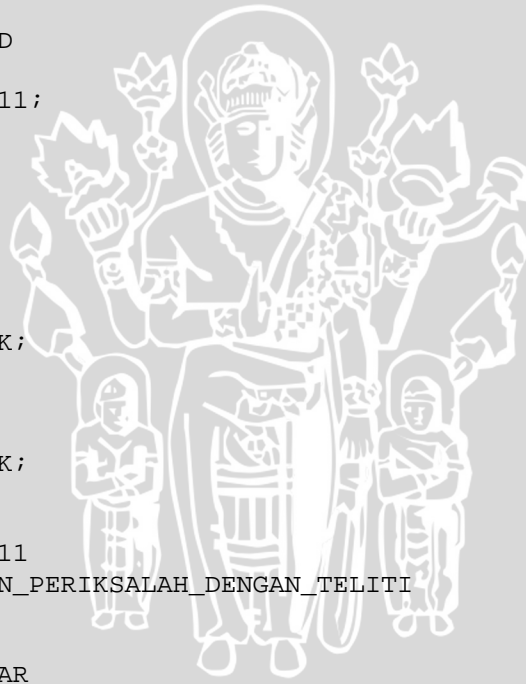 D
11;
K;
K;
11
N_PERIKSALAH_DENGAN_TELITI
AR